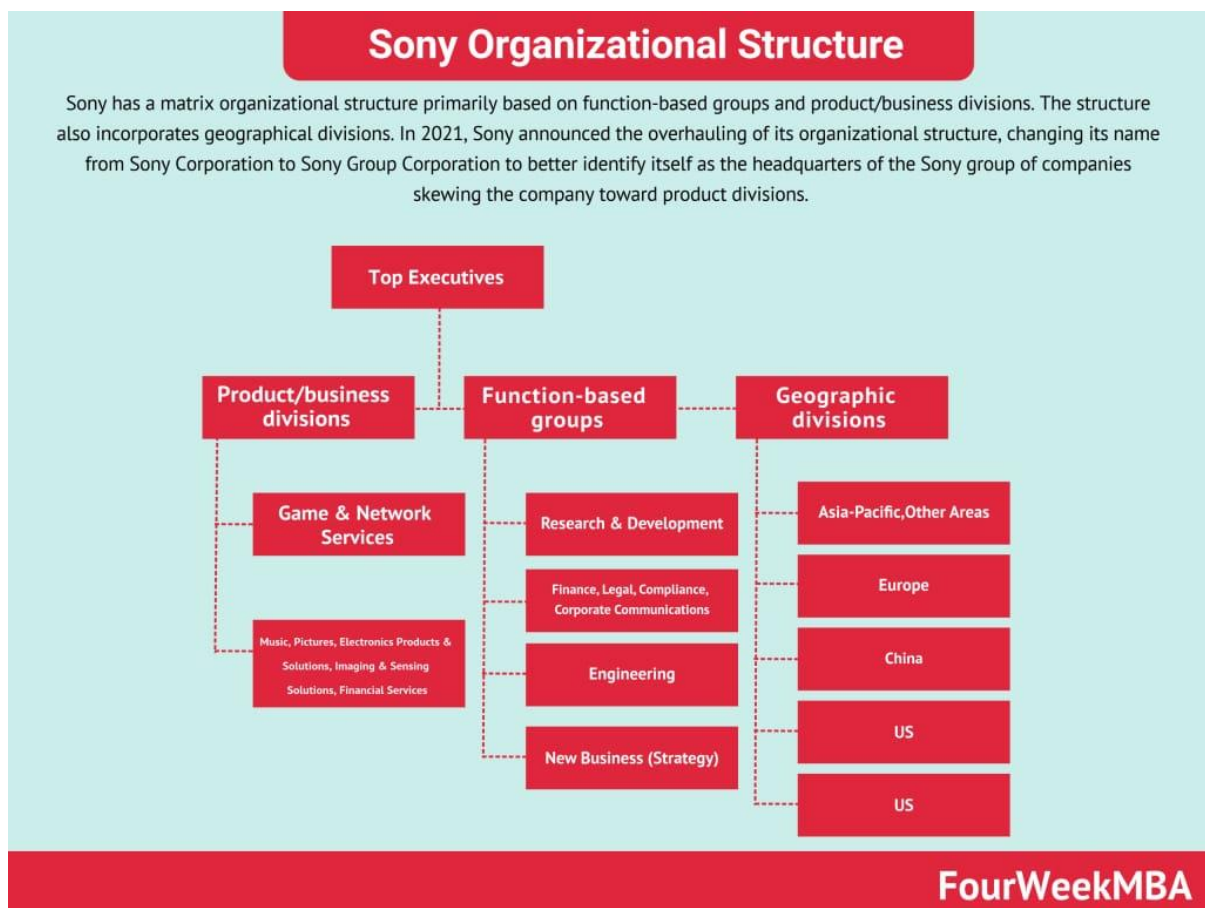 Sony Organizational Structure
Sony has a matrix organizational structure primarily based on function-based groups and product/business divisions. The structure
also incorporates geographical divisions. In 2021, Sony announced the overhauling of its organizational structure, changing its name
from Sony Corporation to Sony Group Corporation to better identify itself as the headquarters of the Sony group of companies
skewing the company toward product divisions.
Top Executives
Product/business
divisions
Game & Network
Services
Music, Pictures, Electronics Products &
Solutions, Imaging & Sensing
Solutions, Financial Services
Function-based
groups
Research & Development
Finance, Legal, Compliance,
Corporate Communications
Engineering
New Business (Strategy)
Geographic
divisions
Asia-Pacific,Other Areas
Europe
China
US
US
FourWeekMBA